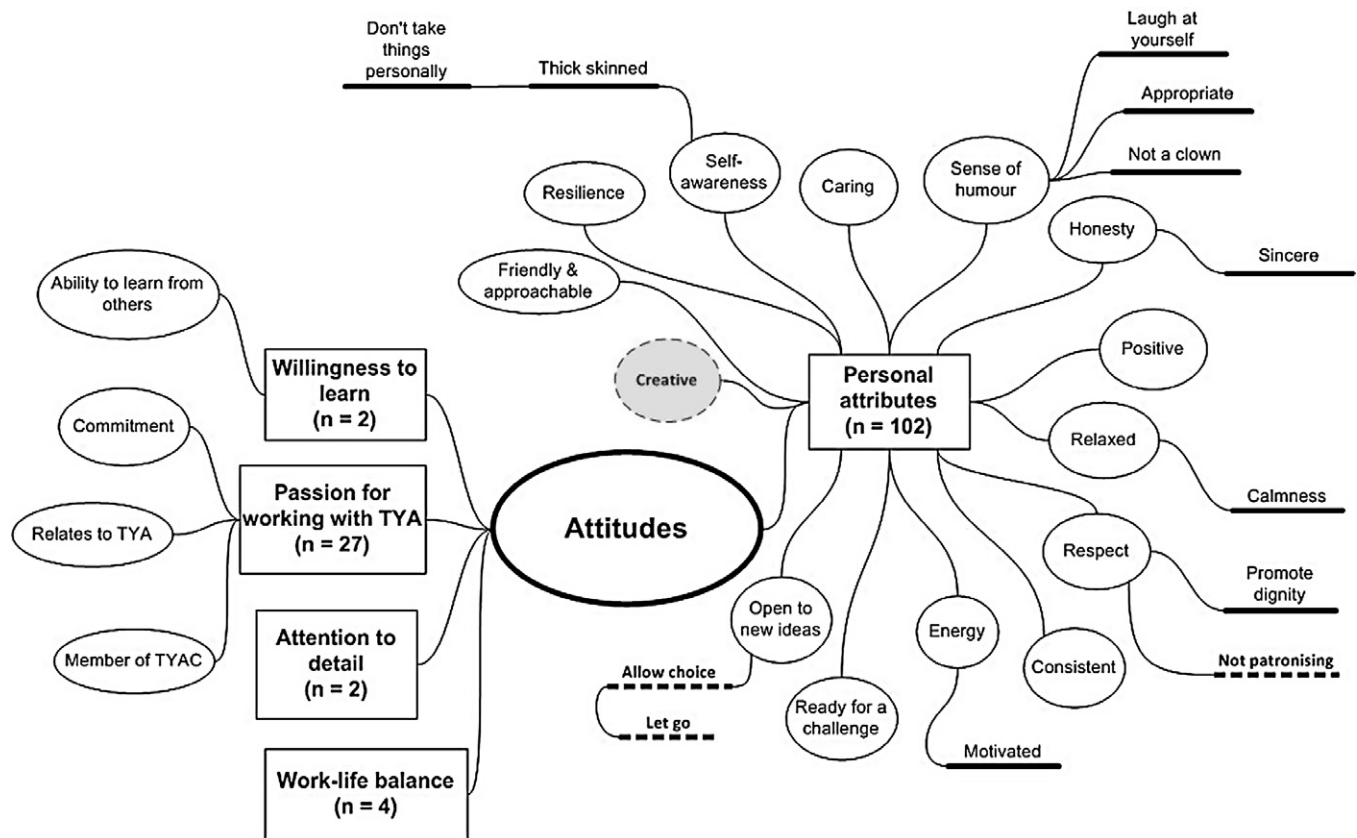 Don't take
things
personally
Thick skinned
Laugh at
yourself
Appropriate
Not a clown
Self-
awareness
Caring
Sense of
humour
Resilience
Honesty
Sincere
Friendly &
approachable
Ability to learn from
others
Creative
Personal
attributes
(n = 102)
Positive
Willingness to
learn
(n = 2)
Commitment
Relaxed
Calmness
Passion for
working with TYA
(n = 27)
Attitudes
Relates to TYA
Respect
Promote
dignity
Open to
new ideas
Energy
Attention to
detail
(n = 2)
Member of TYAC
Consistent
Not patronising
Allow choice
Let go
Ready for a
challenge
Motivated
Work-life balance
(n = 4)